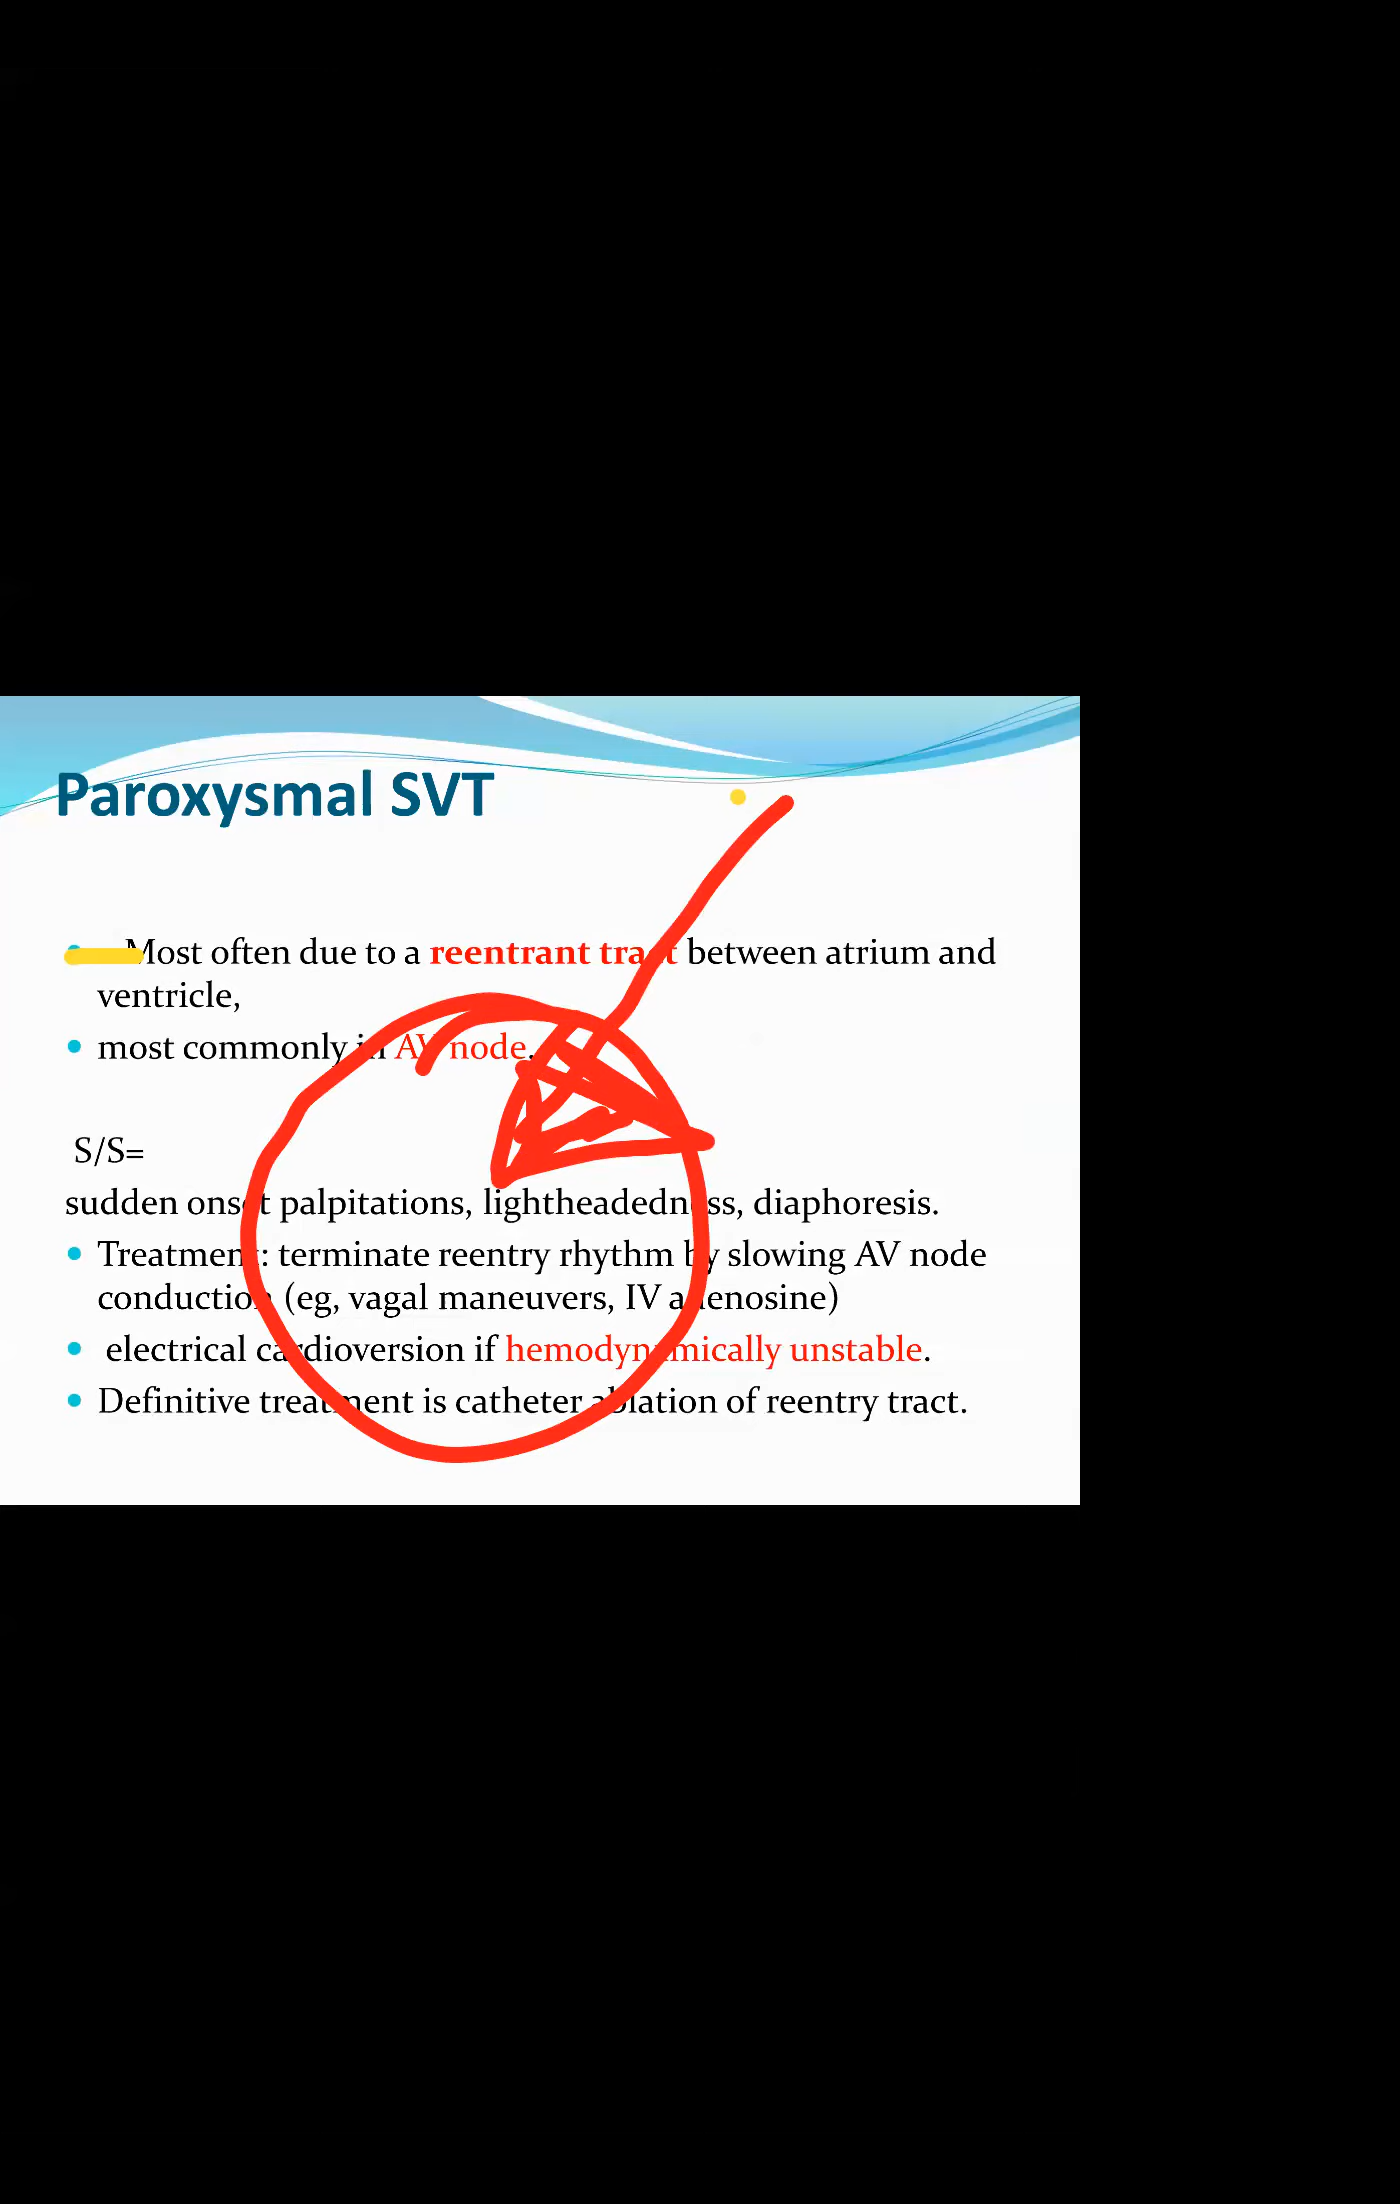 Paroxysmal SVT
Most often due to a reentrant tract between atrium and
ventricle,
most commonly in AV node.
S/S=
sudden onset palpitations, lightheadedness, diaphoresis.
Treatment: terminate reentry rhythm by slowing AV node
conduction (eg, vagal maneuvers, IV adenosine)
electrical cardioversion if hemodynamically unstable.
Definitive treatment is catheter ablation of reentry tract.